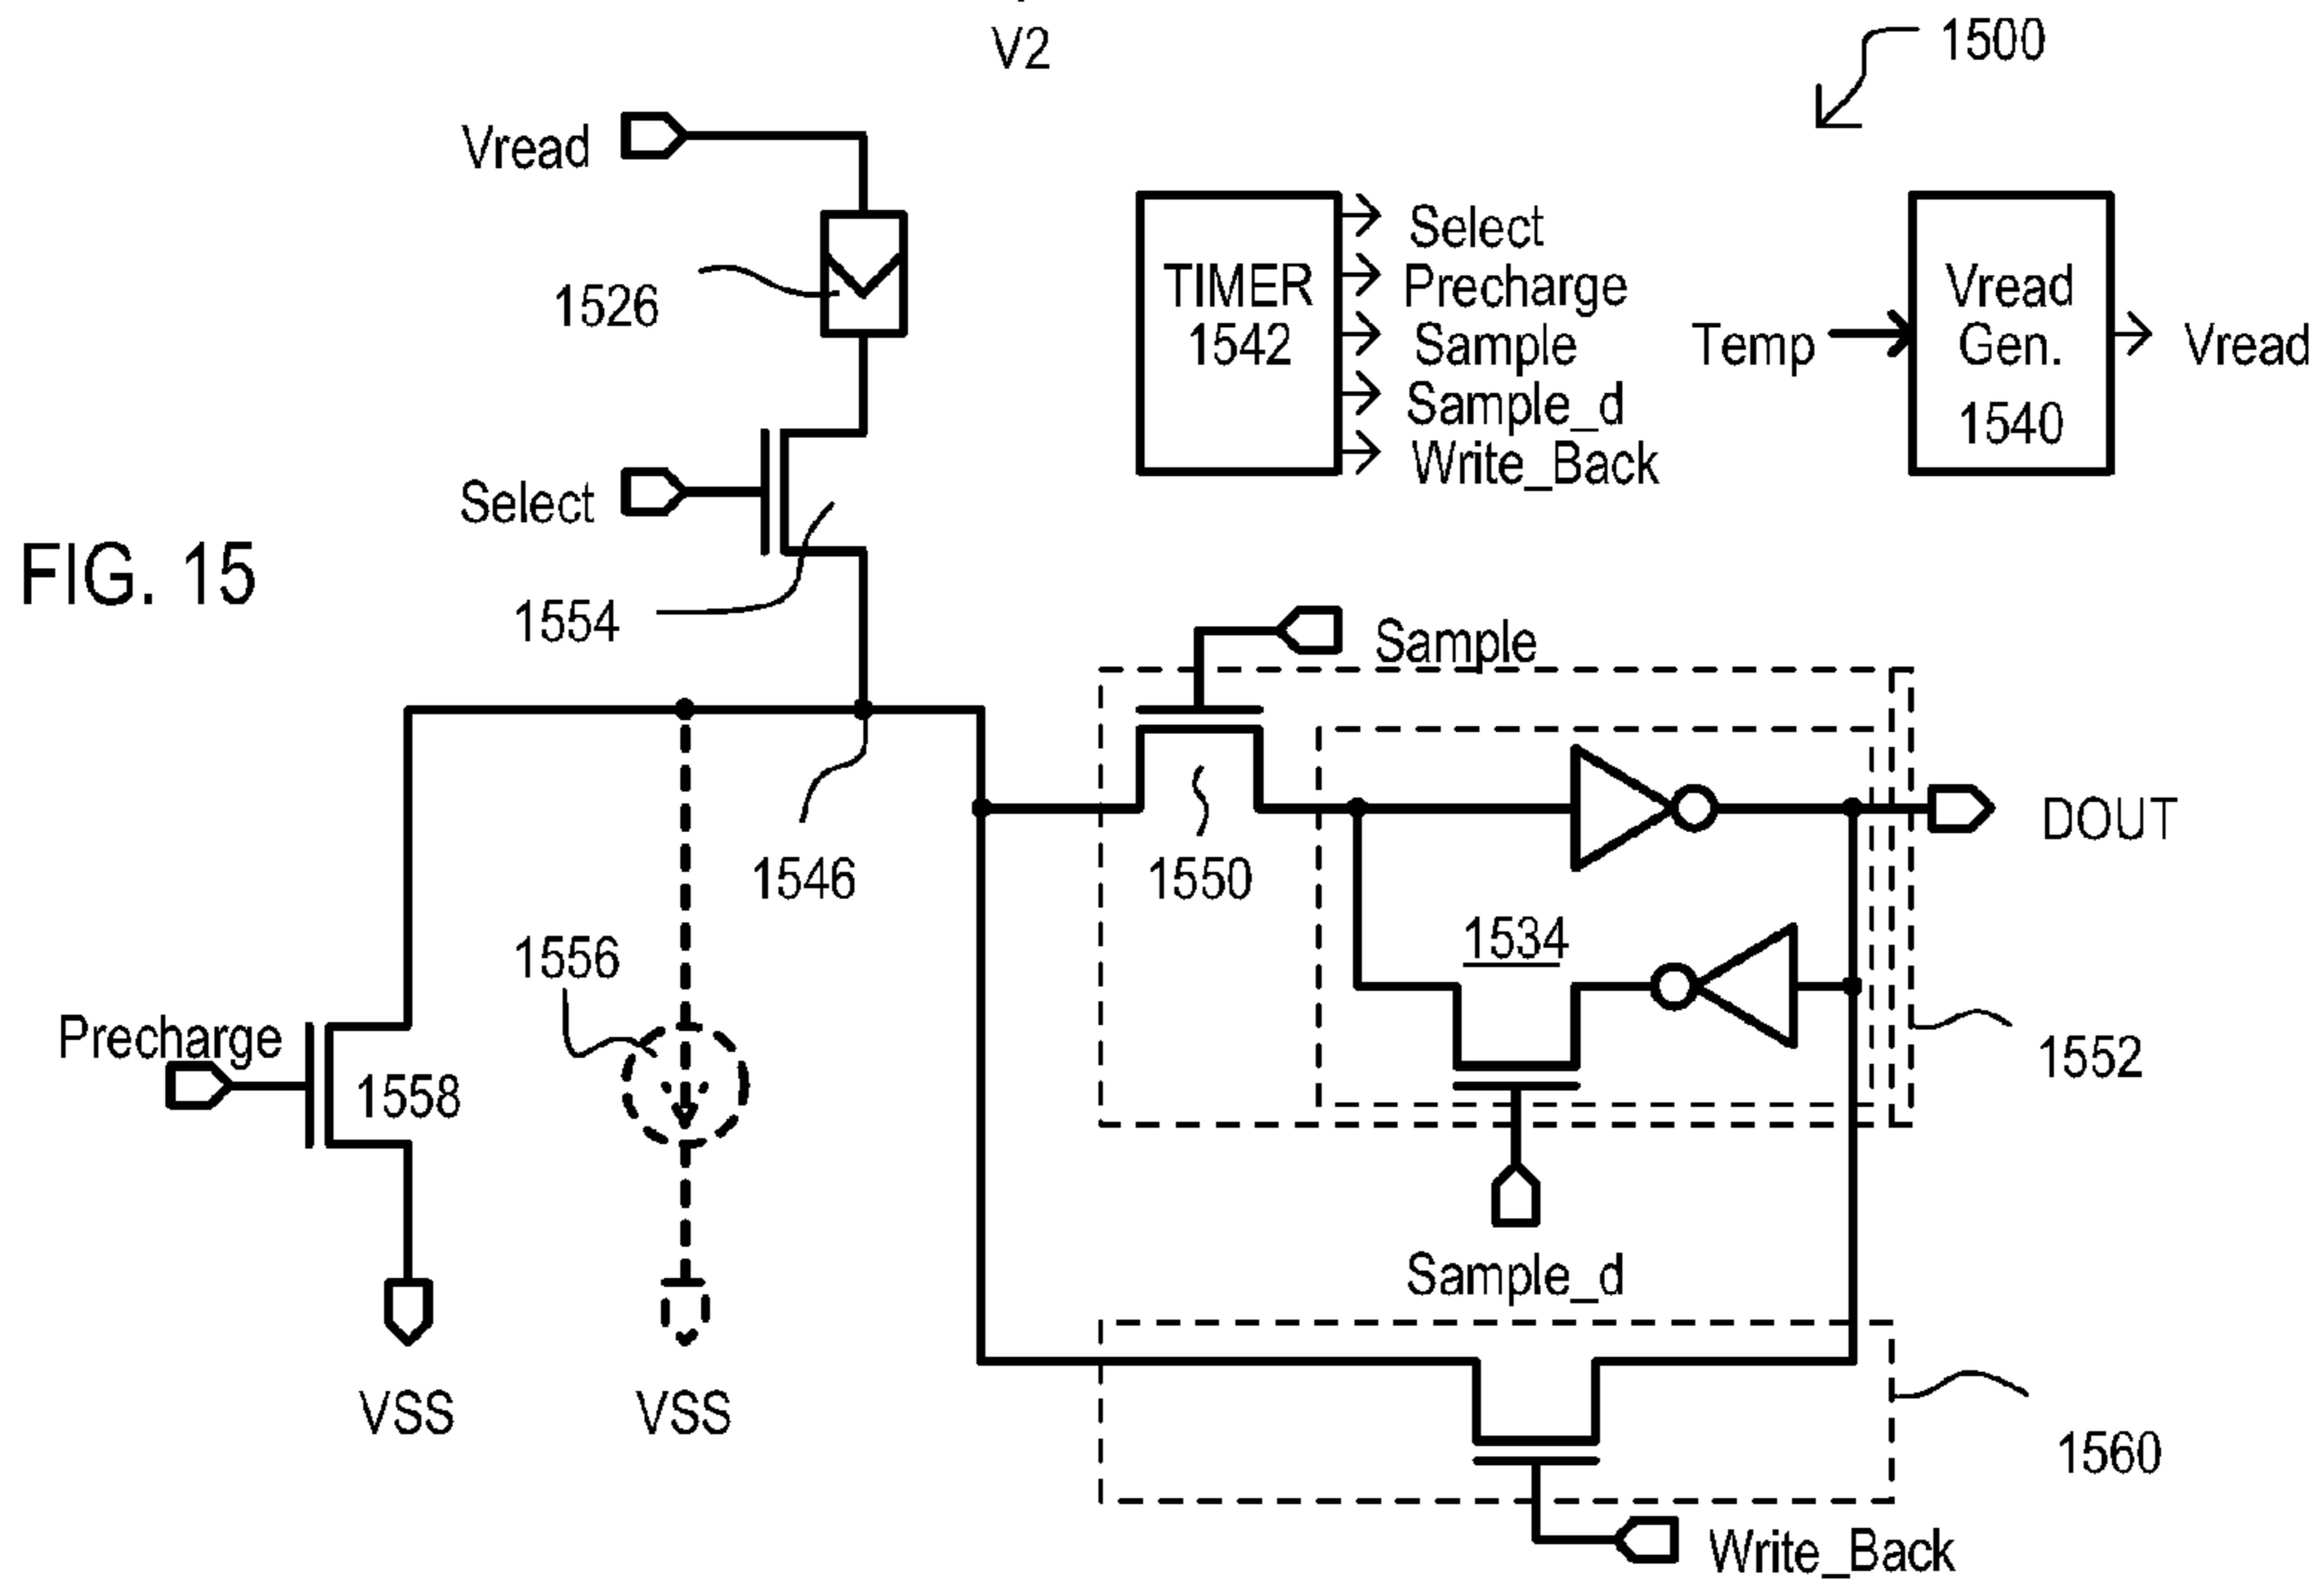 V2
1500
Vread
1526
TIMER
1542
Select
Precharge
Sample
Sample_d
Write_Back
Temp
Vread
Gen.
1540
Vread
Select
FIG. 15
1554
Sample
1546
1550
DOUT
1534
1556
Precharge
1558
1552
Sample_d
VSS
VSS
1560
Write_Back